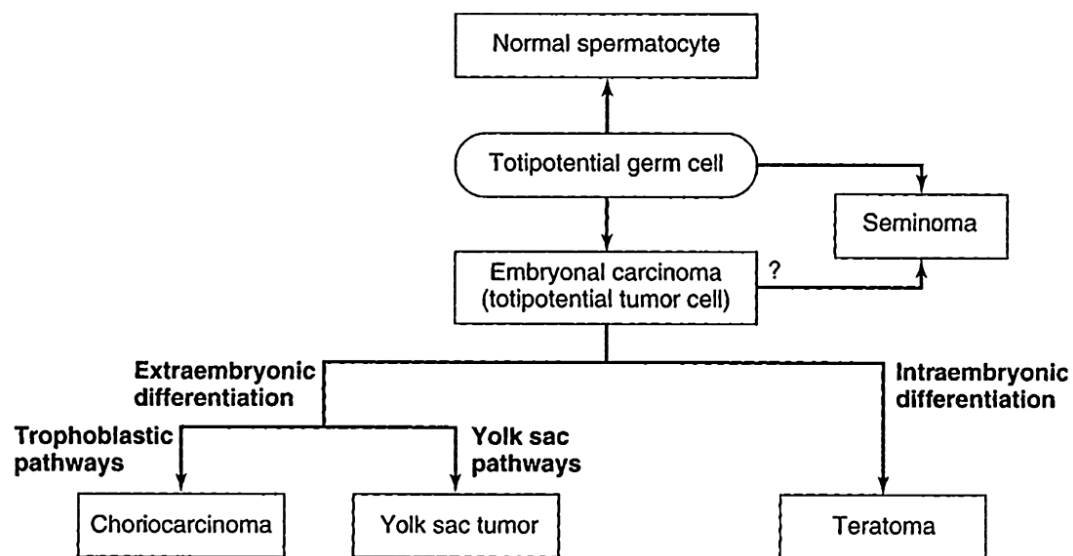 Normal spermatocyte
Totipotential germ cell
Seminoma
Embryonal carcinoma
(totipotential tumor cell)
?
Extraembryonic
differentiation
Intraembryonic
differentiation
Trophoblastic
pathways
Yolk sac
pathways
Choriocarcinoma
Yolk sac tumor
Teratoma